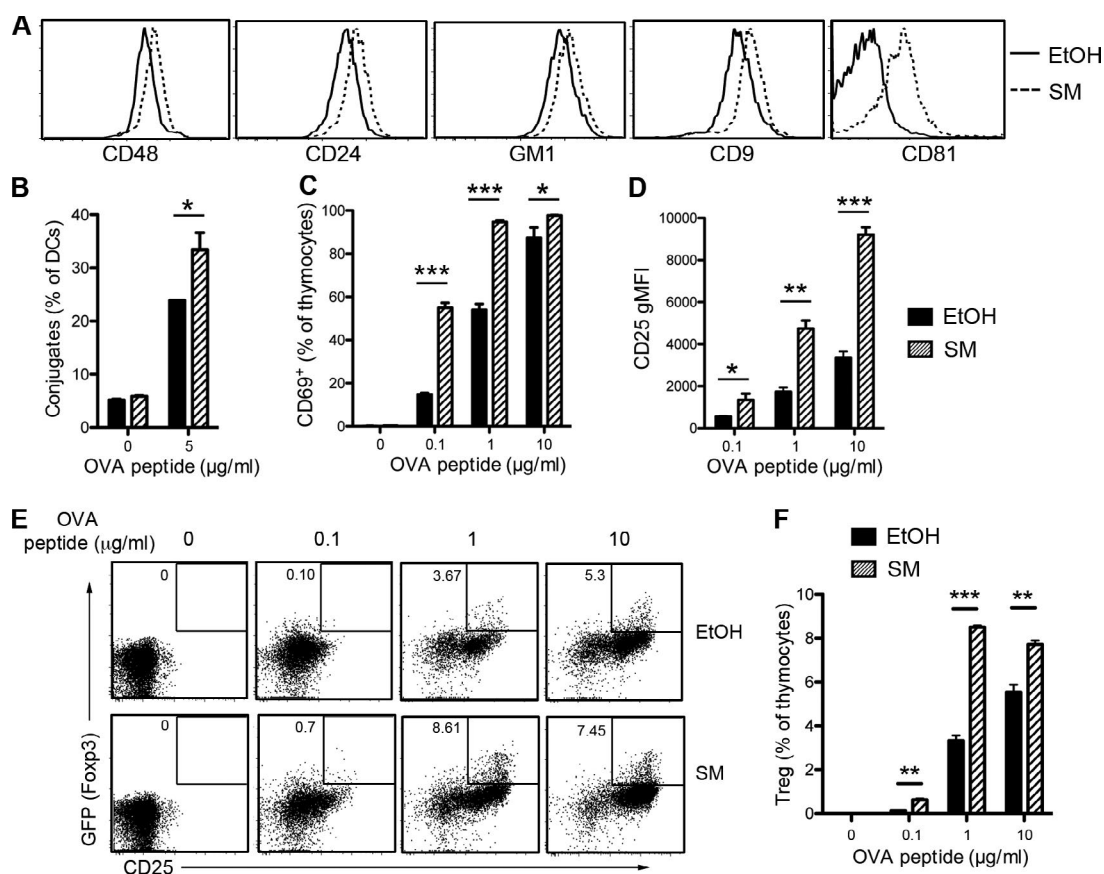 A
CD48
CD24
GM1
CD9
CD81
EtOH
SM
B
Conjugates (% of DCs)
40
30
20
10
0
*
0
5
OVA peptide (µg/ml)
C
CD69⁺ (% of thymocytes)
100
80
60
40
20
0
***
***
*
0
0.1
1
10
OVA peptide (µg/ml)
D
CD25 gMFI
10000
8000
6000
4000
2000
0
*
**
***
0.1
1
10
OVA peptide (µg/ml)
EtOH
SM
E
OVA
peptide (µg/ml)
0
0.1
1
10
0
0.10
3.67
5.3
EtOH
0
0.7
8.61
7.45
SM
GFP (Foxp3)
CD25
F
EtOH
SM
Treg (% of thymocytes)
10
8
6
4
2
0
**
***
**
0
0.1
1
10
OVA peptide (µg/ml)